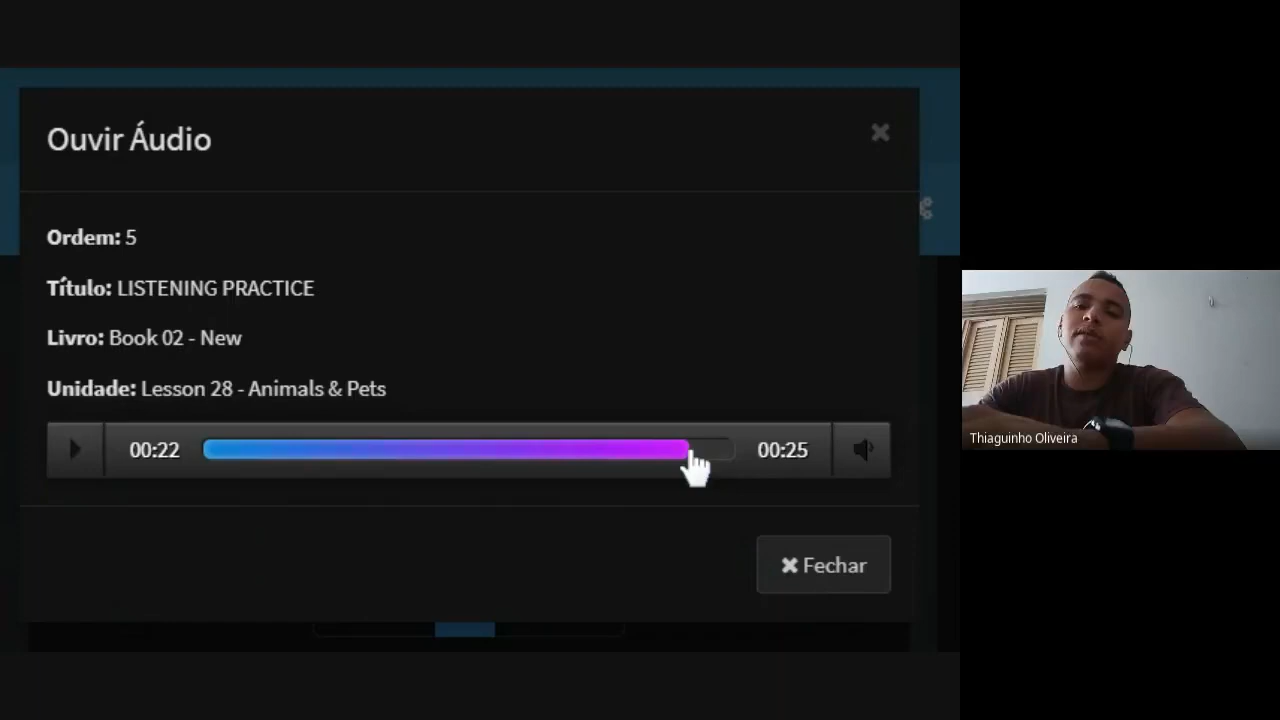 Ouvir Áudio
Ordem: 5
Título: LISTENING PRACTICE
Livro: Book 02 - New
Unidade: Lesson 28 - Animals & Pets
00:22 00:25
Fechar
Thiaguinho Oliveira